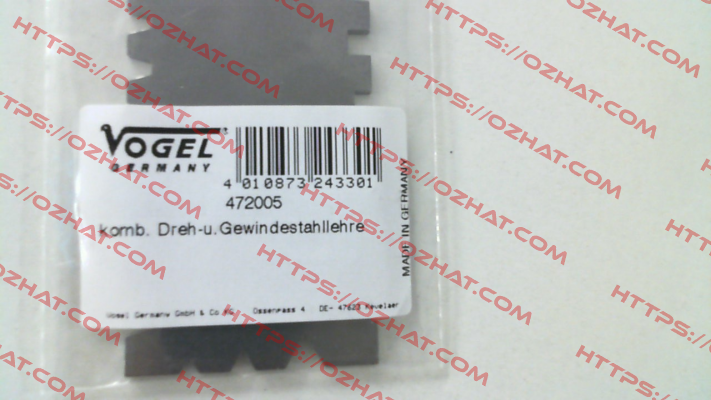 VOGEL
GERMANY
4 010873 243301
472005
komb. Dreh-u.Gewindestahllehre
MADE IN GERMANY
Vogel Germany GmbH & Co KG Ossenpass 4 DE- 47623 Kevelaer
HTTPS://OZHAT.COM